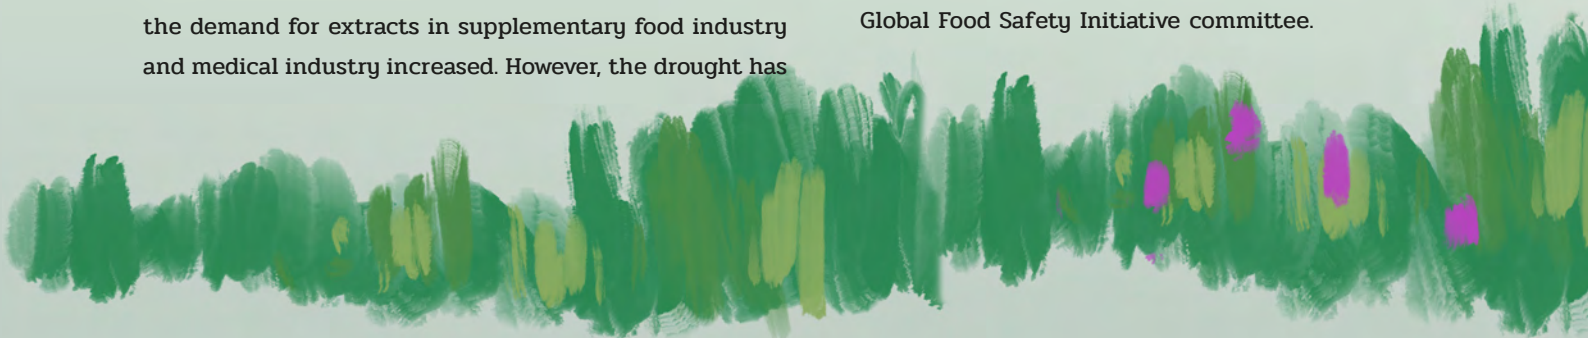 the demand for extracts in supplementary food industry
and medical industry increased. However, the drought has
Global Food Safety Initiative committee.